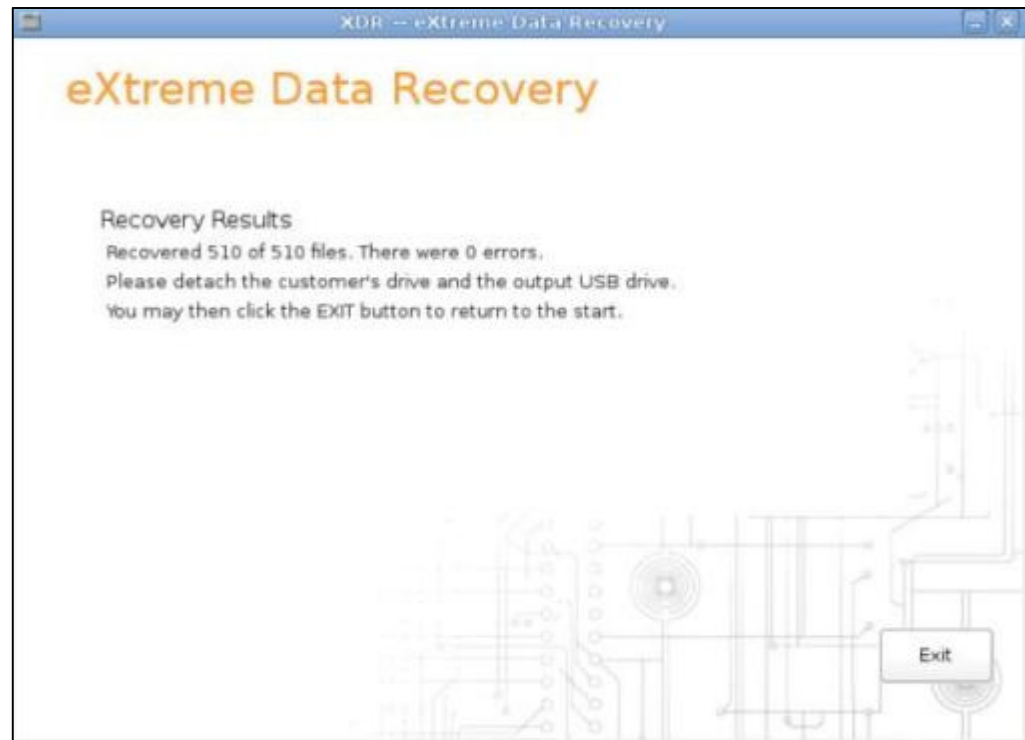 XDR -- eXtreme Data Recovery
eXtreme Data Recovery
Recovery Results
Recovered 510 of 510 files. There were 0 errors.
Please detach the customer's drive and the output USB drive.
You may then click the EXIT button to return to the start.
Exit